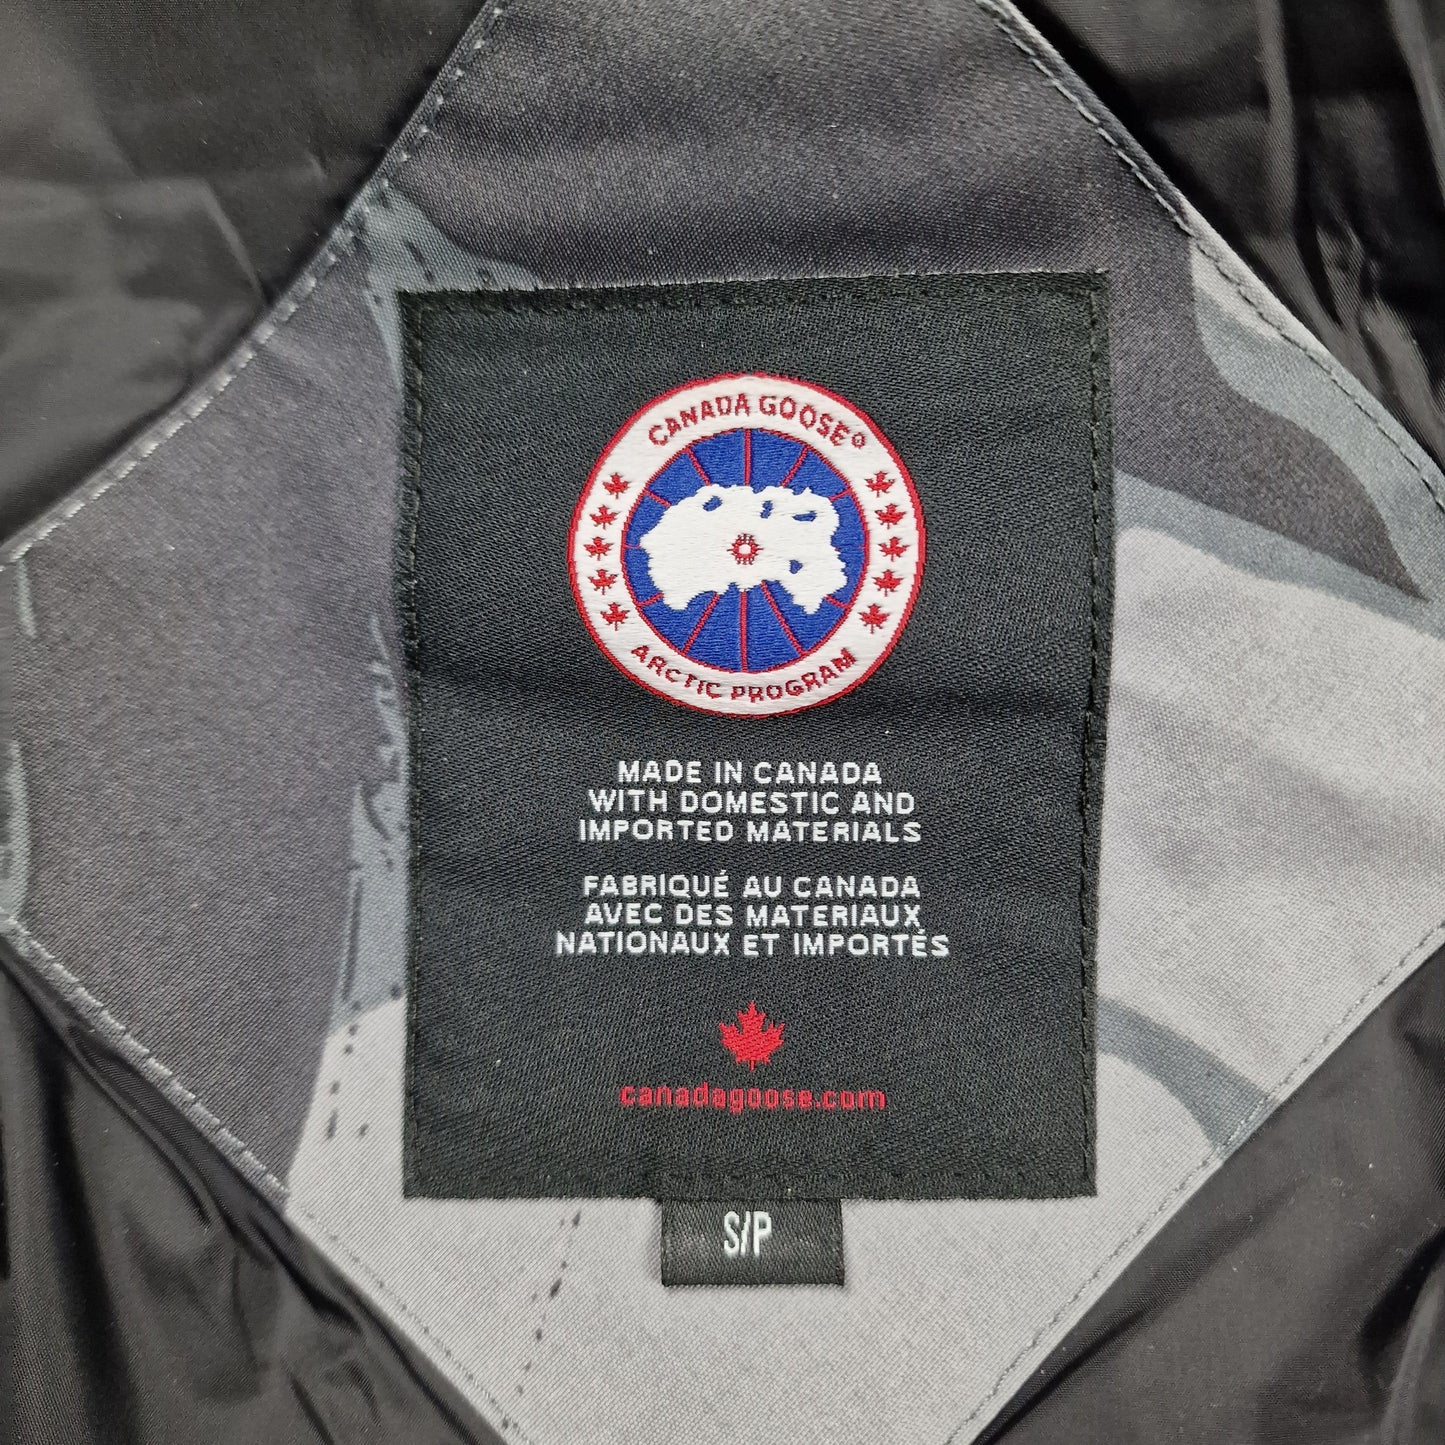 CANADA GOOSE®
ARCTIC PROGRAM
MADE IN CANADA
WITH DOMESTIC AND
IMPORTED MATERIALS
FABRIQUÉ AU CANADA
AVEC DES MATERIAUX
NATIONAUX ET IMPORTÉS
canadagoose.com
S/P